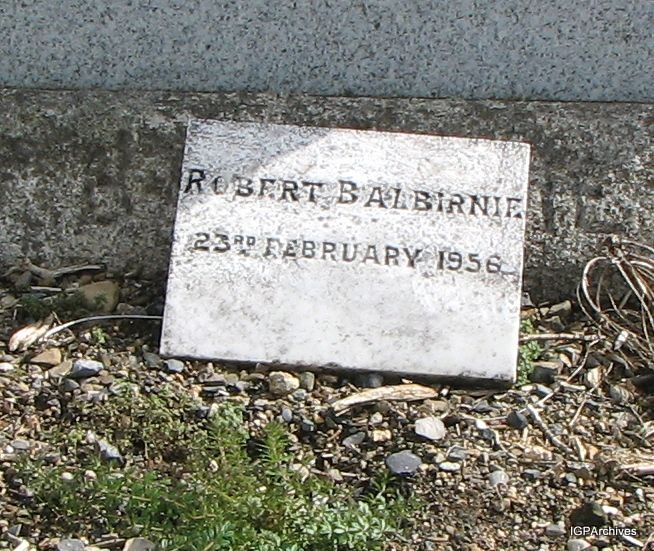 ROBERT BALBIRNIE
23RD FEBRUARY 1956
IGPArchives